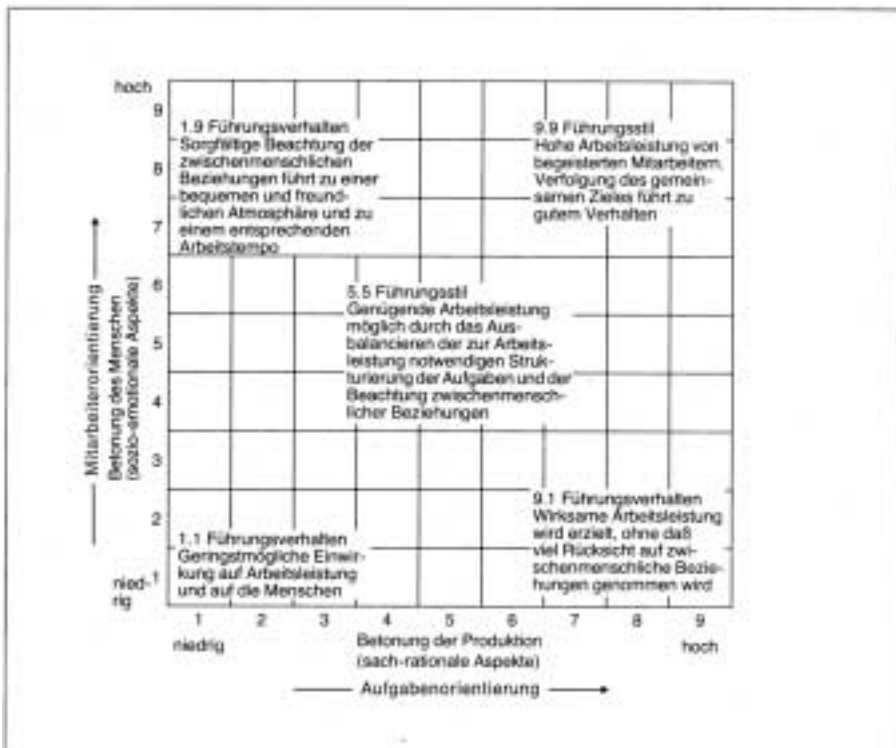 hoch
9
8
7
6
5
4
3
2
1
nied-
rig
1.9 Führungsverhalten
Sorgfältige Beachtung der
zwischenmenschlichen
Beziehungen führt zu einer
bequemen und freund-
lichen Atmosphäre und zu
einem entsprechenden
Arbeitstempo
9.9 Führungsstil
Hohe Arbeitsleistung von
begeisterten Mitarbeitern.
Verfolgung des gemein-
samen Zieles führt zu
gutem Verhalten
5.5 Führungsstil
Genügende Arbeitsleistung
möglich durch das Aus-
balancieren der zur Arbeits-
leistung notwendigen Struk-
turierung der Aufgaben und der
Beachtung zwischenmensch-
licher Beziehungen
1.1 Führungsverhalten
Geringstmögliche Einwir-
kung auf Arbeitsleistung
und auf die Menschen
9.1 Führungsverhalten
Wirksame Arbeitsleistung
wird erzielt, ohne daß
viel Rücksicht auf zwi-
schenmenschliche Bezie-
hungen genommen wird
Mitarbeiterorientierung
Betonung des Menschen
(sozio-emotionale Aspekte)
1 2 3 4 5 6 7 8 9
niedrig
Betonung der Produktion
(sach-rationale Aspekte)
hoch
Aufgabenorientierung